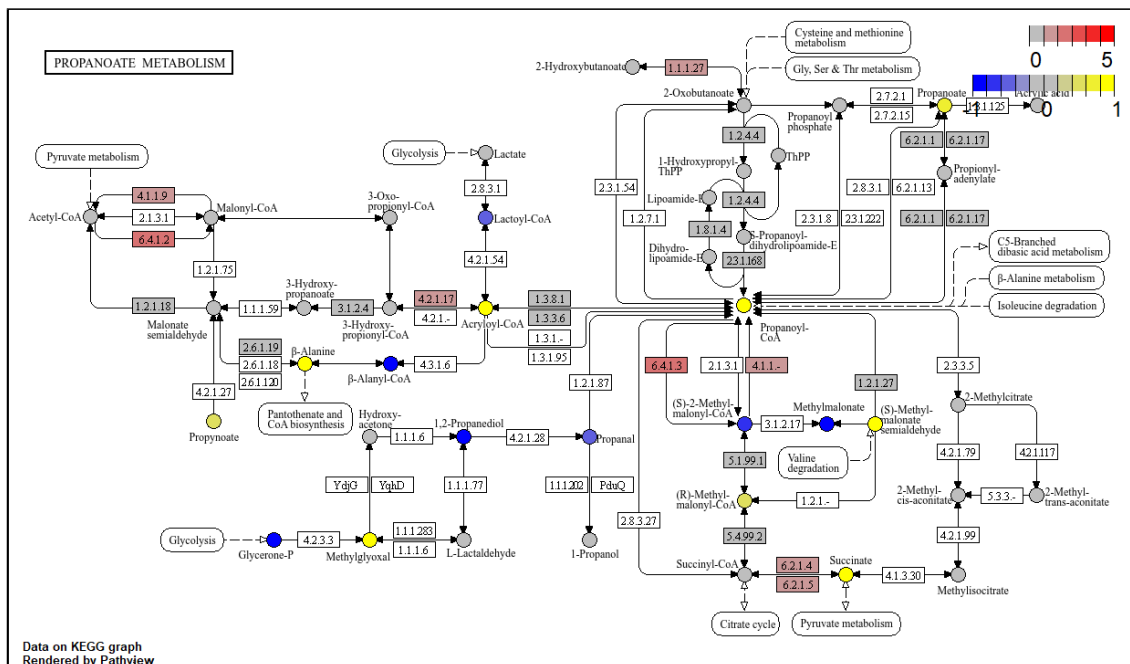 PROPANOATE METABOLISM
Cysteine and methionine
metabolism
Gly, Ser & Thr metabolism
0 5
-1 0 1
2-Hydroxybutanoate
1.1.1.27
2-Oxobutanoate
Propanoyl
phosphate
2.7.2.1
2.7.2.15
Propanoate
1.3.1.125
Acrylic acid
1.2.4.4
ThPP
1-Hydroxypropyl-
ThPP
6.2.1.1
6.2.1.17
Propionyl-
adenylate
Pyruvate metabolism
Glycolysis
Lactate
2.8.3.1
Lactoyl-CoA
4.2.1.54
4.1.1.9
Acetyl-CoA
2.1.3.1
Malonyl-CoA
6.4.1.2
3-Oxo-
propionyl-CoA
1.2.1.75
2.3.1.54
1.2.7.1
Lipoamide-E
1.2.4.4
1.8.1.4
S-Propanoyl-
dihydrolipoamide-E
Dihydro-
lipoamide-E
2.3.1.168
2.3.1.8
2.3.1.222
2.8.3.1
6.2.1.13
6.2.1.1
6.2.1.17
C5-Branched
dibasic acid metabolism
β-Alanine metabolism
Isoleucine degradation
1.2.1.18
Malonate
semialdehyde
1.1.1.59
3-Hydroxy-
propanoate
3.1.2.4
3-Hydroxy-
propionyl-CoA
4.2.1.17
4.2.1.-
Acryloyl-CoA
1.3.8.1
1.3.3.6
1.3.1.-
1.3.1.95
Propanoyl-
CoA
2.6.1.19
2.6.1.18
2.6.1.120
β-Alanine
β-Alanyl-CoA
4.3.1.6
4.2.1.27
Propynoate
Pantothenate and
CoA biosynthesis
1.2.1.87
6.4.1.3
2.1.3.1
4.1.1.-
1.2.1.27
2.3.3.5
(S)-2-Methyl-
malonyl-CoA
3.1.2.17
Methylmalonate
(S)-Methyl-
malonate
semialdehyde
Valine
degradation
2-Methylcitrate
Hydroxy-
acetone
1.1.1.6
1,2-Propanediol
4.2.1.28
Propanal
YdjG
YqhD
1.1.1.77
1.1.1.202
PduQ
5.1.99.1
(R)-Methyl-
malonyl-CoA
1.2.1.-
4.2.1.79
4.2.1.117
2-Methyl-
cis-aconitate
5.3.3.-
2-Methyl-
trans-aconitate
Glycolysis
Glycerone-P
4.2.3.3
Methylglyoxal
1.1.1.283
1.1.1.6
L-Lactaldehyde
1-Propanol
2.8.3.27
5.4.99.2
4.2.1.99
Succinyl-CoA
6.2.1.4
6.2.1.5
Succinate
4.1.3.30
Methylisocitrate
Citrate cycle
Pyruvate metabolism
Data on KEGG graph
Rendered by Pathview